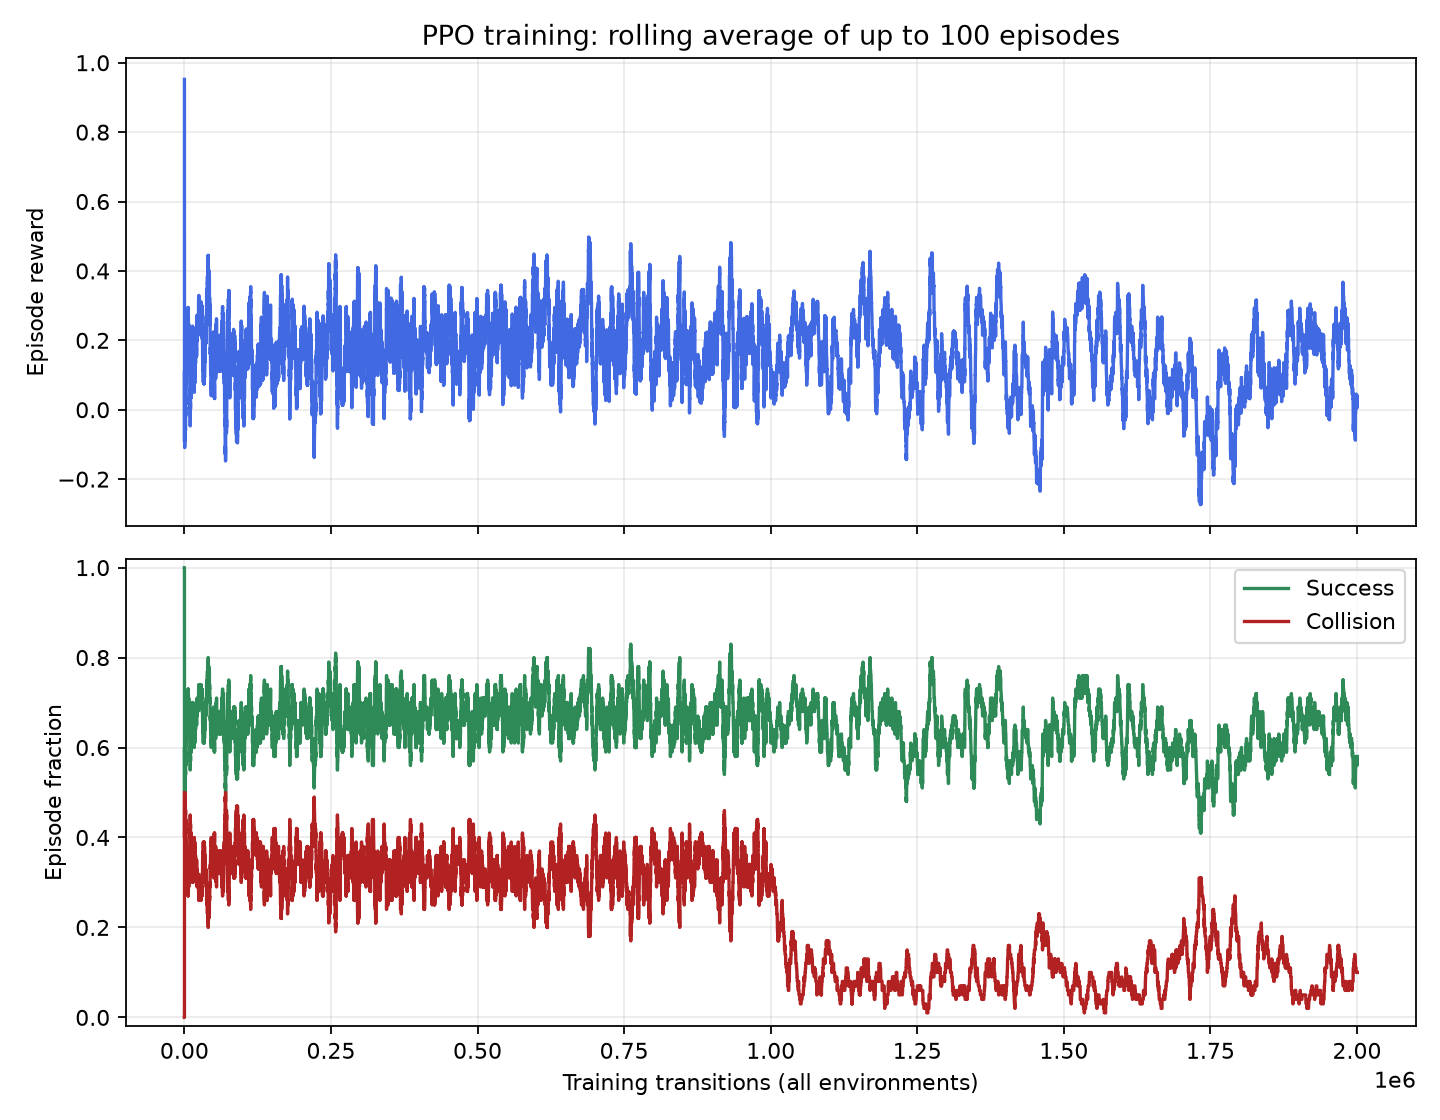 PPO training: rolling average of up to 100 episodes
1.0
0.8
0.6
0.4
0.2
0.0
−0.2
Episode reward
1.0
0.8
0.6
0.4
0.2
0.0
Episode fraction
Success
Collision
0.00 0.25 0.50 0.75 1.00 1.25 1.50 1.75 2.00
1e6
Training transitions (all environments)